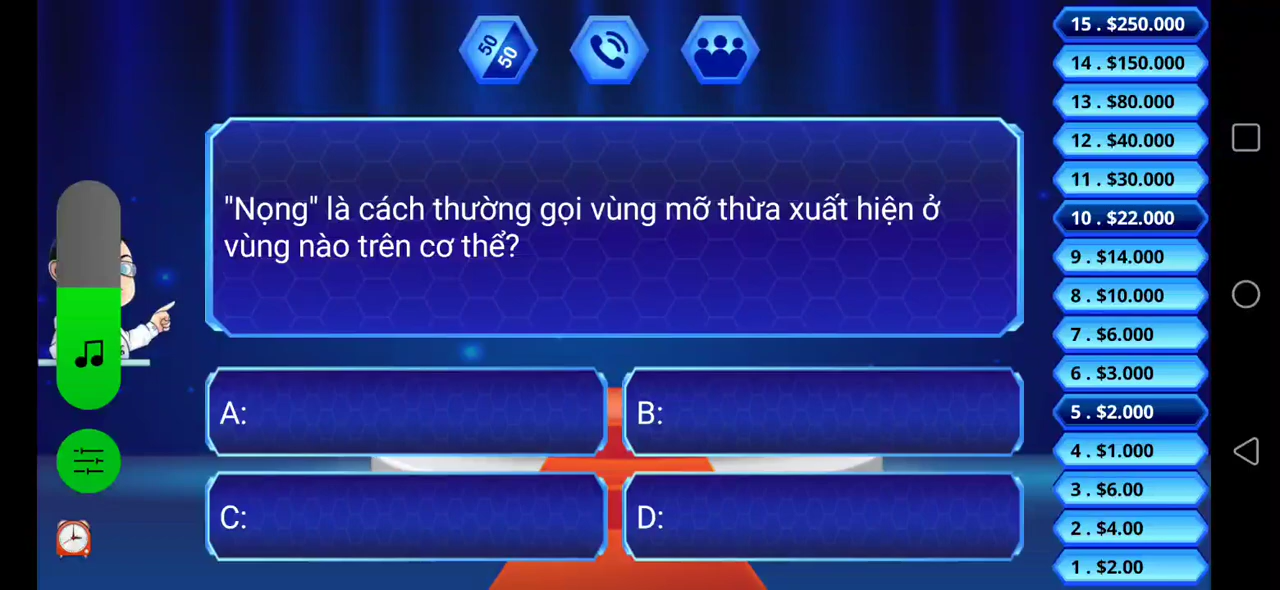 50
50
"Nọng" là cách thường gọi vùng mỡ thừa xuất hiện ở
vùng nào trên cơ thể?
A:
B:
C:
D:
15 . $250.000
14 . $150.000
13 . $80.000
12 . $40.000
11 . $30.000
10 . $22.000
9 . $14.000
8 . $10.000
7 . $6.000
6 . $3.000
5 . $2.000
4 . $1.000
3 . $6.00
2 . $4.00
1 . $2.00